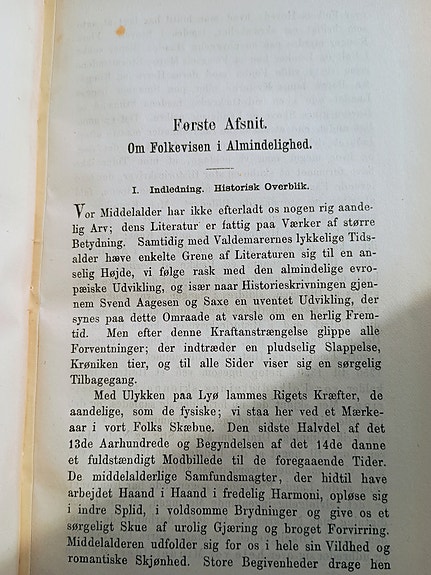 Første Afsnit.
Om Folkevisen i Almindelighed.
I. Indledning. Historisk Overblik.
Vor Middelalder har ikke efterladt os nogen rig aande-
lig Arv; dens Literatur er fattig paa Værker af større
Betydning. Samtidig med Valdemarernes lykkelige Tids-
alder hæve enkelte Grene af Literaturen sig til en an-
selig Højde, vi følge rask med den almindelige evro-
pæiske Udvikling, og især naar Historieskrivningen gjen-
nem Svend Aagesen og Saxe en uventet Udvikling, der
synes paa dette Omraade at varsle om en herlig Frem-
tid. Men efter denne Kraftanstrengelse glippe alle
Forventninger; der indtræder en pludselig Slappelse,
Krøniken tier, og til alle Sider viser sig en sørgelig
Tilbagegang.
Med Ulykken paa Lyø lammes Rigets Kræfter, de
aandelige, som de fysiske; vi staa her ved et Mærke-
aar i vort Folks Skæbne. Den sidste Halvdel af det
13de Aarhundrede og Begyndelsen af det 14de danne
et fuldstændigt Modbillede til de foregaaende Tider.
De middelalderlige Samfundsmagter, der hidtil have
arbejdet Haand i Haand i fredelig Harmoni, opløse sig
i indre Splid, i voldsomme Brydninger og give os et
sørgeligt Skue af urolig Gjæring og broget Forvirring.
Middelalderen udfolder sig for os i hele sin Vildhed og
romantiske Skjønhed. Store Begivenheder drage hen